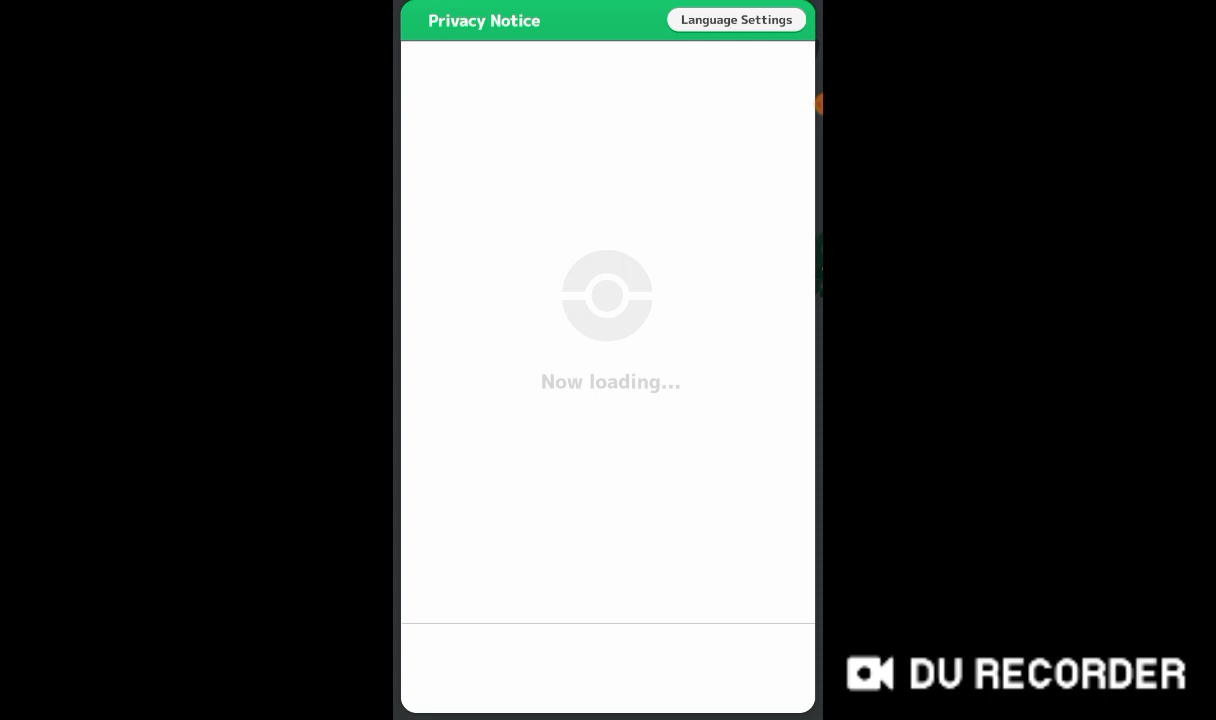 Privacy Notice
Language Settings
Now loading...
DU RECORDER